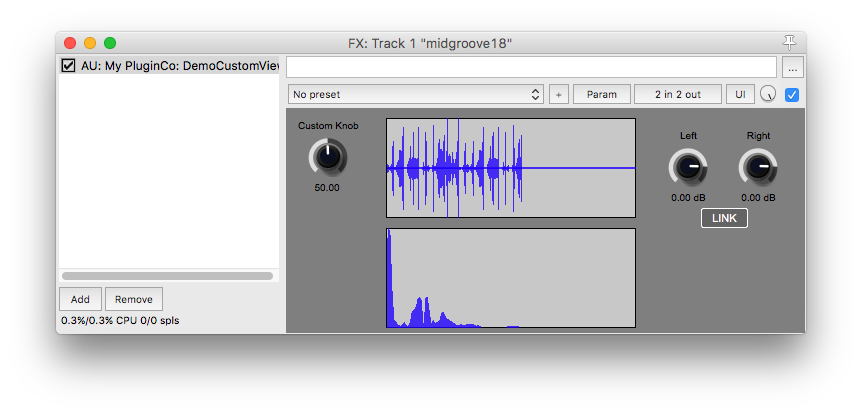 FX: Track 1 "midgroove18"
AU: My PluginCo: DemoCustomVie
...
No preset
+
Param
2 in 2 out
UI
Custom Knob
50.00
Left
Right
0.00 dB
0.00 dB
LINK
Add
Remove
0.3%/0.3% CPU 0/0 spls